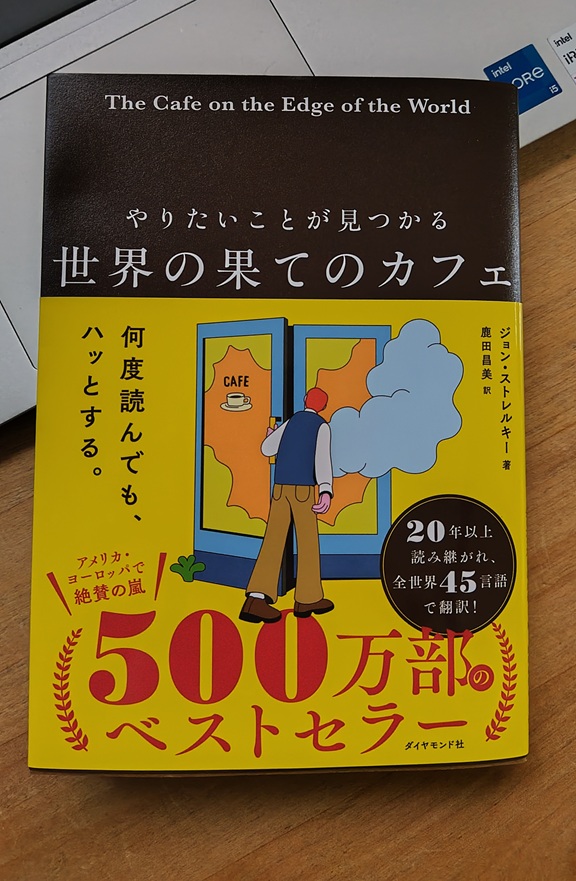 intel
CORE
i5
intel
The Cafe on the Edge of the World
やりたいことが見つかる
世界の果てのカフェ
ジョン・ストレルキー 著
鹿田昌美 訳
何度読んでも、
ハッとする。
CAFE
20年以上
読み継がれ、
全世界45言語
で翻訳!
アメリカ・
ヨーロッパで
絶賛の嵐
500万部の
ベストセラー
ダイヤモンド社